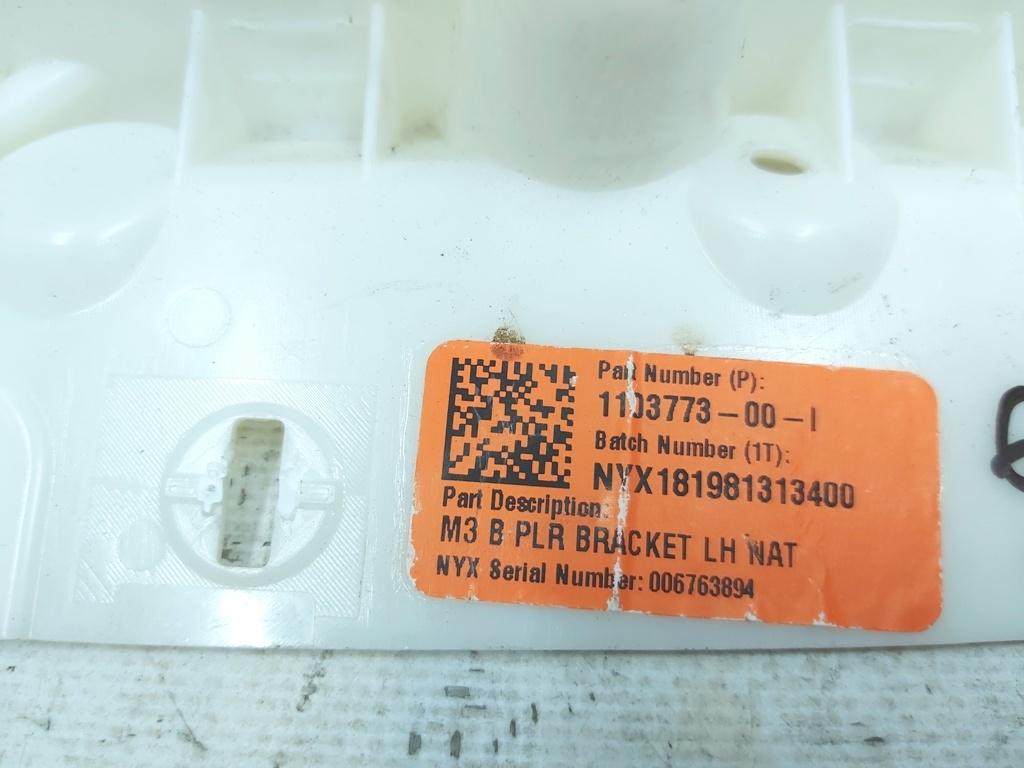 Part Number (P):
1103773-00-I
Batch Number (1T):
NYX181981313400
Part Description:
M3 B PLR BRACKET LH NAT
NYX Serial Number: 006763894